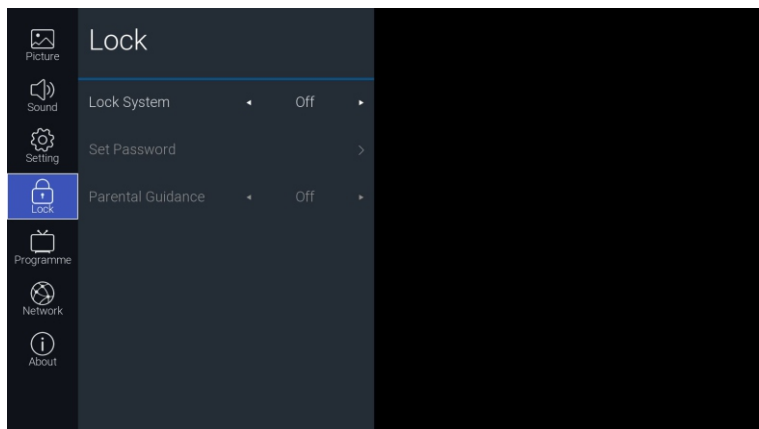 Picture
Sound
Setting
Lock
Programme
Network
About
Lock
Lock System Off
Set Password
Parental Guidance Off